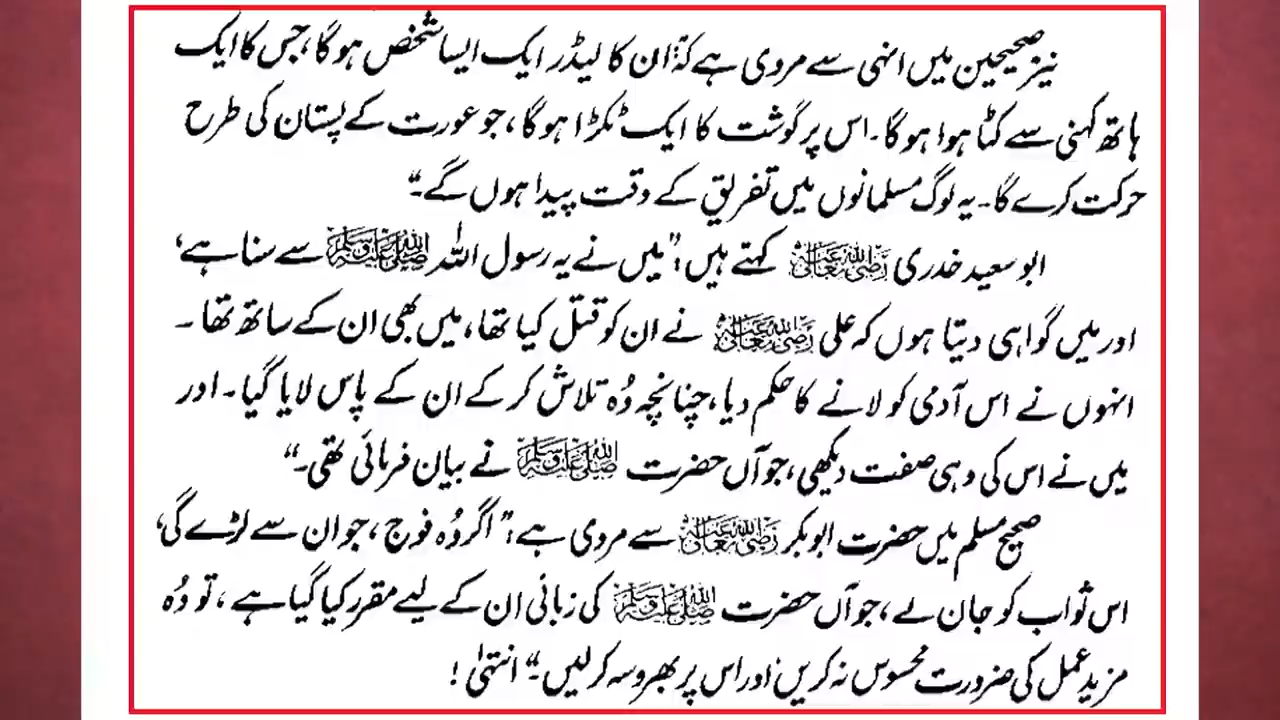 نیز صحیحین میں انہی سے مروی ہے کہ "ان کا لیڈر ایک ایسا شخص ہوگا، جس کا ایک
ہاتھ کہنی سے کٹا ہوا ہوگا۔ اس پر گوشت کا ایک ٹکڑا ہوگا، جو عورت کے پستان کی طرح
حرکت کرے گا۔ یہ لوگ مسلمانوں میں تفریق کے وقت پیدا ہوں گے۔"
ابو سعید خدری رضی اللہ تعالیٰ عنہ کہتے ہیں: "میں نے یہ رسول اللہ صلی اللہ علیہ وسلم سے سنا ہے،
اور میں گواہی دیتا ہوں کہ علی رضی اللہ تعالیٰ عنہ نے ان کو قتل کیا تھا، میں بھی ان کے ساتھ تھا۔
انہوں نے اس آدمی کو لانے کا حکم دیا، چنانچہ وُہ تلاش کر کے ان کے پاس لایا گیا۔ اور
میں نے اس کی وہی صفت دیکھی، جو آں حضرت صلی اللہ علیہ وسلم نے بیان فرمائی تھی۔"
صحیح مسلم میں حضرت ابوبکر رضی اللہ تعالیٰ عنہ سے مروی ہے: "اگر وُہ فوج، جو ان سے لڑے گی،
اس ثواب کو جان لے، جو آں حضرت صلی اللہ علیہ وسلم کی زبانی ان کے لیے مقرر کیا گیا ہے، تو وُہ
مزید عمل کی ضرورت محسوس نہ کریں اور اس پر بھروسہ کر لیں۔" انتہٰی!